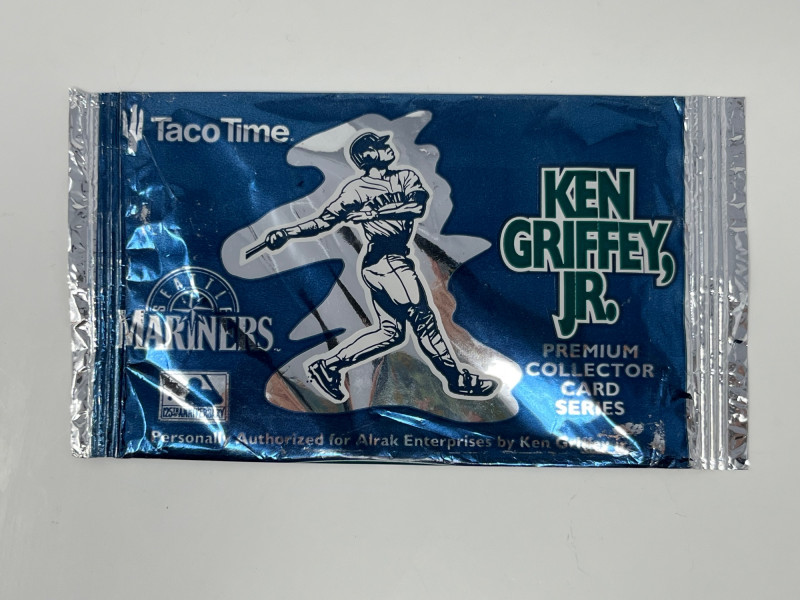 Taco Time
KEN
GRIFFEY,
JR.
SEATTLE
MARINERS
MARINE
PREMIUM
COLLECTOR
CARD
SERIES
125th ANNIVERSARY
Personally Authorized for Alrak Enterprises by Ken Griffey Jr.